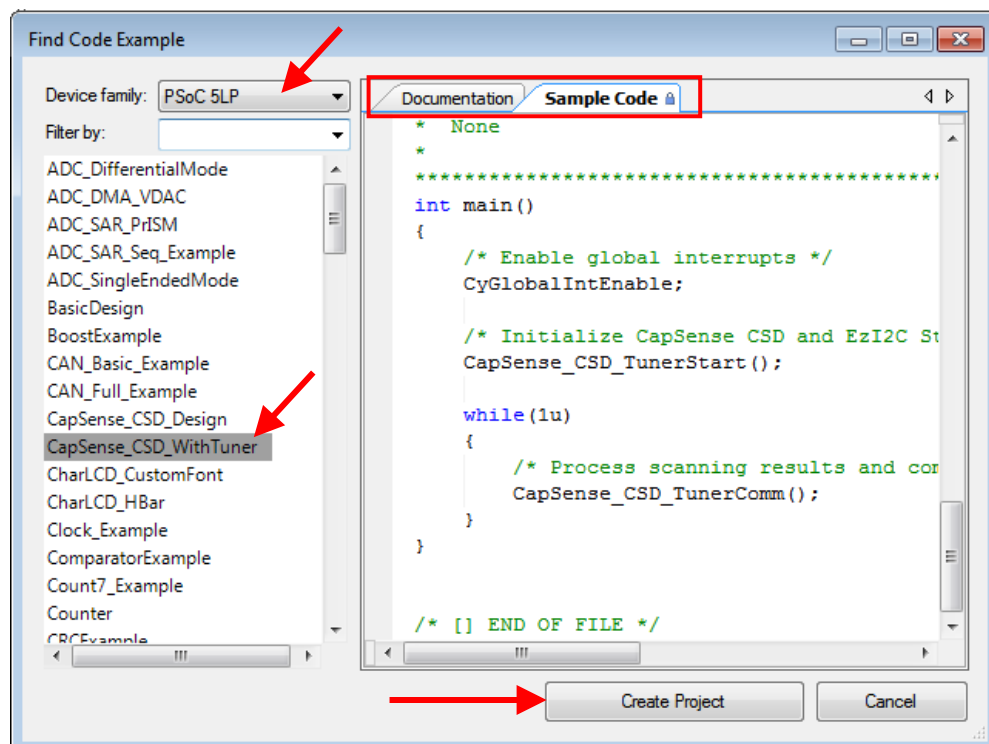 Find Code Example
Device family: PSoC 5LP
Filter by:
ADC_DifferentialMode
ADC_DMA_VDAC
ADC_SAR_PrISM
ADC_SAR_Seq_Example
ADC_SingleEndedMode
BasicDesign
BoostExample
CAN_Basic_Example
CAN_Full_Example
CapSense_CSD_Design
CapSense_CSD_WithTuner
CharLCD_CustomFont
CharLCD_HBar
Clock_Example
ComparatorExample
Count7_Example
Counter
CRCExample
Documentation Sample Code
*  None
*
*******************************************
int main()
{
    /* Enable global interrupts */
    CyGlobalIntEnable;
    /* Initialize CapSense CSD and EzI2C St
    CapSense_CSD_TunerStart();
    while(1u)
    {
        /* Process scanning results and com
        CapSense_CSD_TunerComm();
    }
}
/* [] END OF FILE */
Create Project Cancel